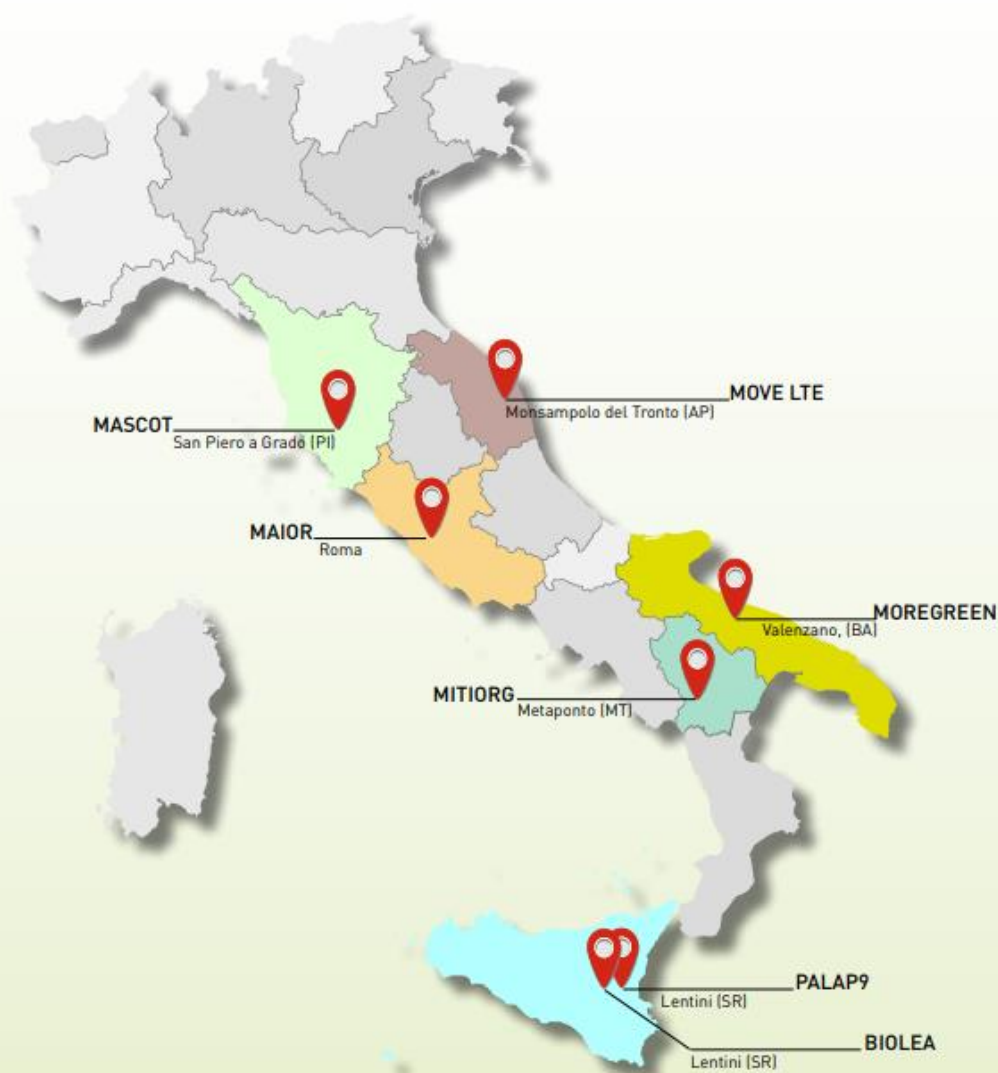 MOVE LTE
Monsampolo del Tronto (AP)
MASCOT
San Piero a Grado (PI)
MAIOR
Roma
MOREGREEN
Valenzano, (BA)
MITIORG
Metaponto (MT)
PALAP9
Lentini (SR)
BIOLEA
Lentini (SR)